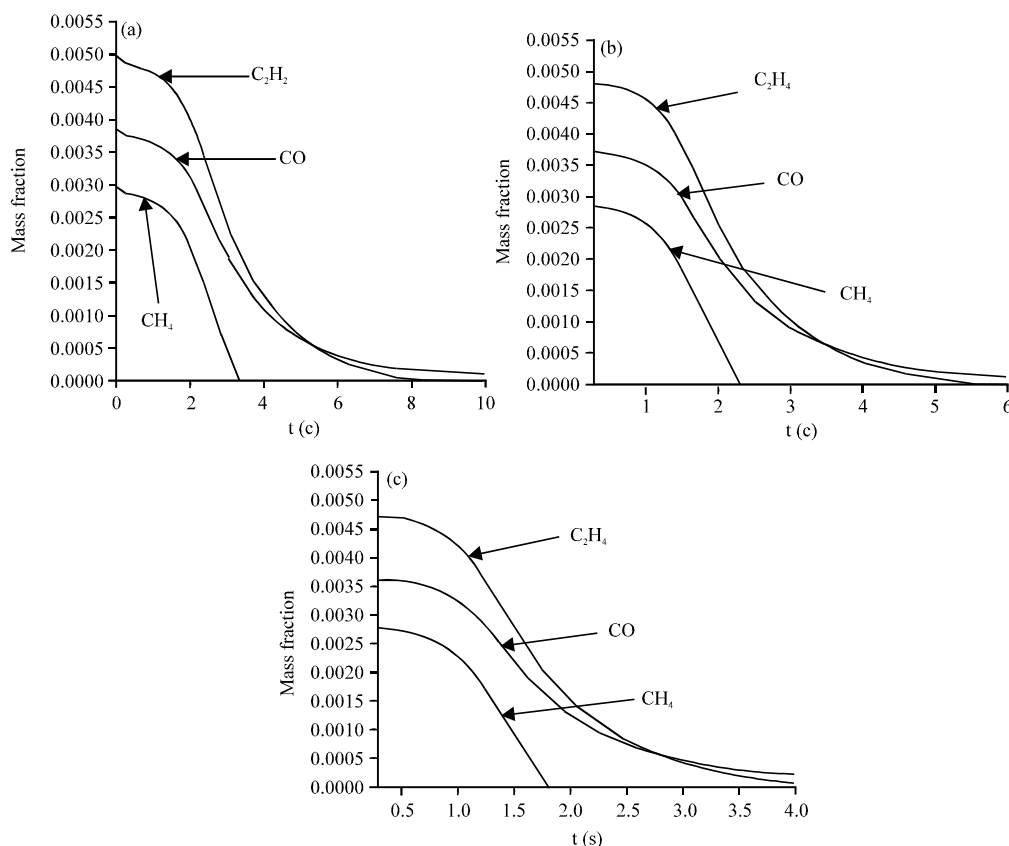 (a)
0.0055
0.0050
0.0045
0.0040
0.0035
0.0030
0.0025
0.0020
0.0015
0.0010
0.0005
0.0000
Mass fraction
C₂H₂
CO
CH₄
0 2 4 6 8 10
t (c)
(b)
0.0055
0.0050
0.0045
0.0040
0.0035
0.0030
0.0025
0.0020
0.0015
0.0010
0.0005
0.0000
Mass fraction
C₂H₄
CO
CH₄
1 2 3 4 5 6
t (c)
(c)
0.0055
0.0050
0.0045
0.0040
0.0035
0.0030
0.0025
0.0020
0.0015
0.0010
0.0005
0.0000
Mass fraction
C₂H₄
CO
CH₄
0.5 1.0 1.5 2.0 2.5 3.0 3.5 4.0
t (s)